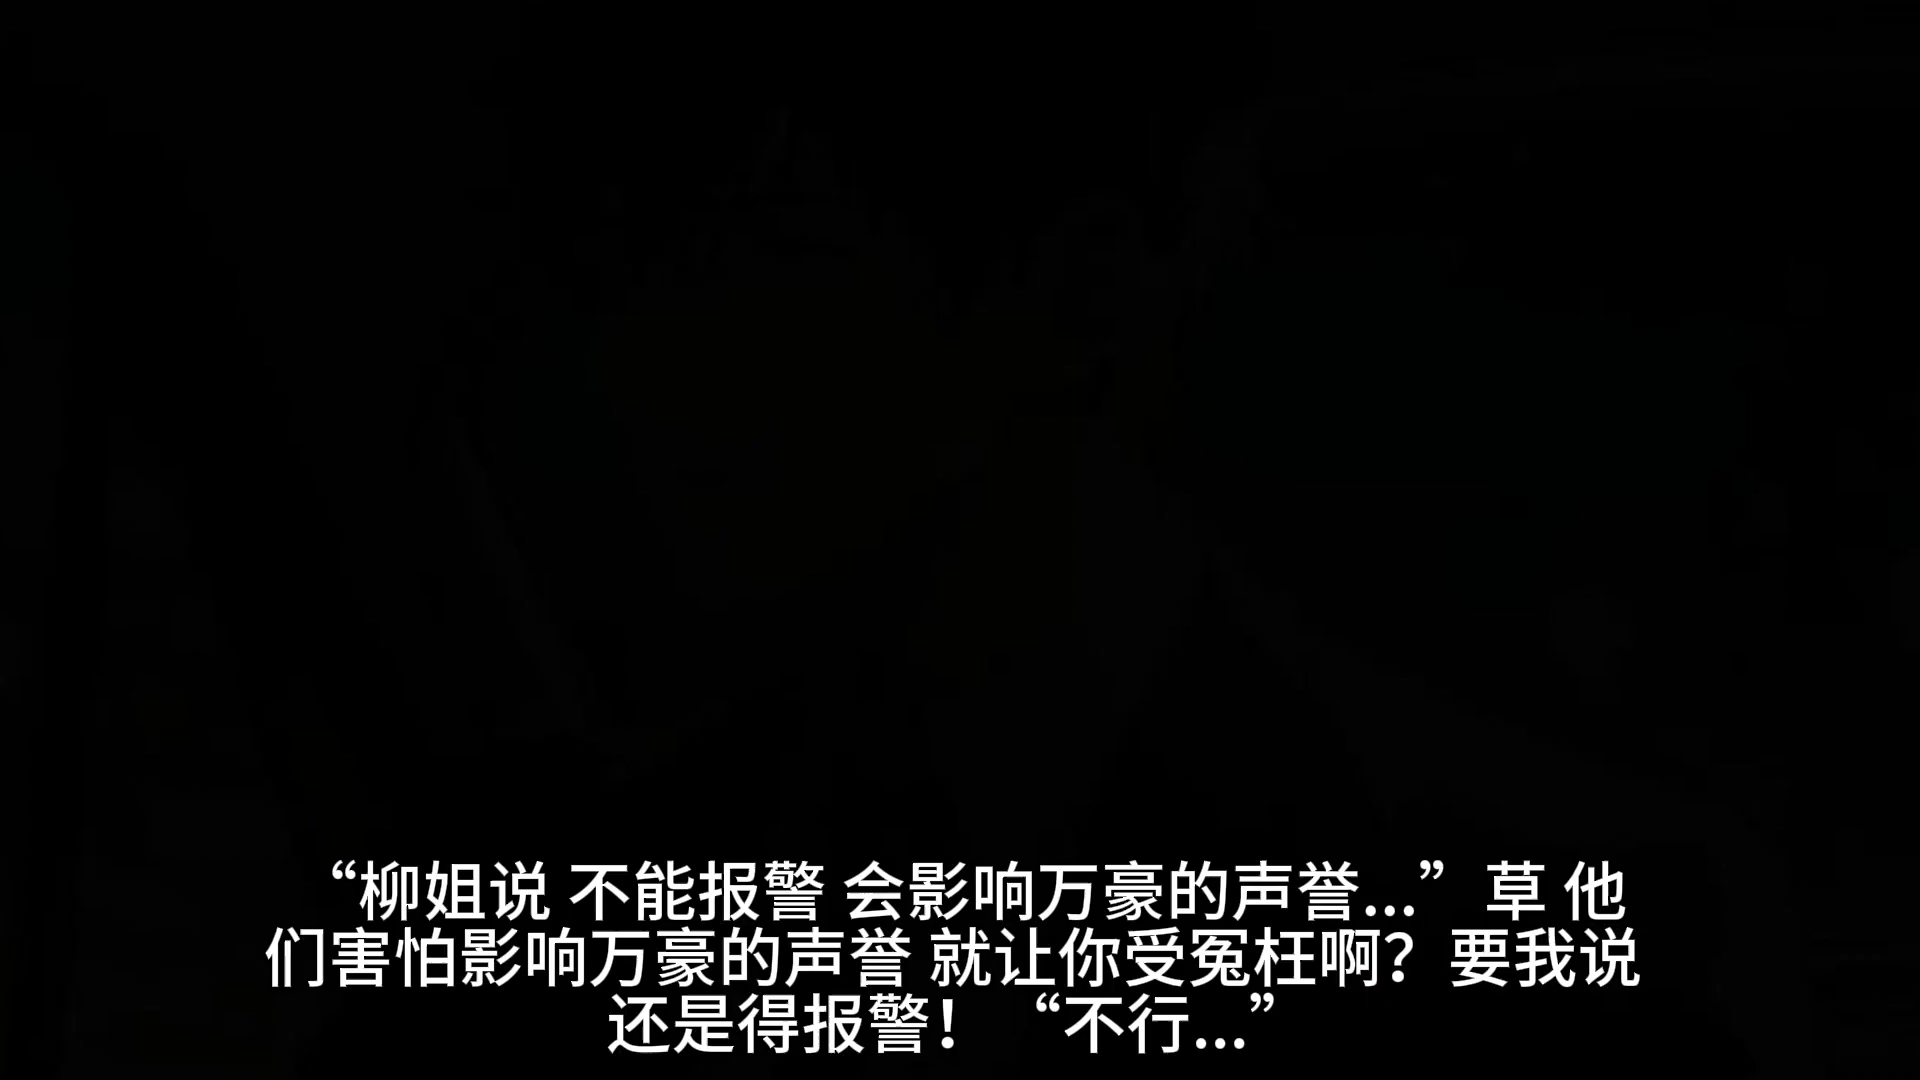 “柳姐说 不能报警 会影响万豪的声誉...”草 他
们害怕影响万豪的声誉 就让你受冤枉啊？要我说
还是得报警！“不行...”